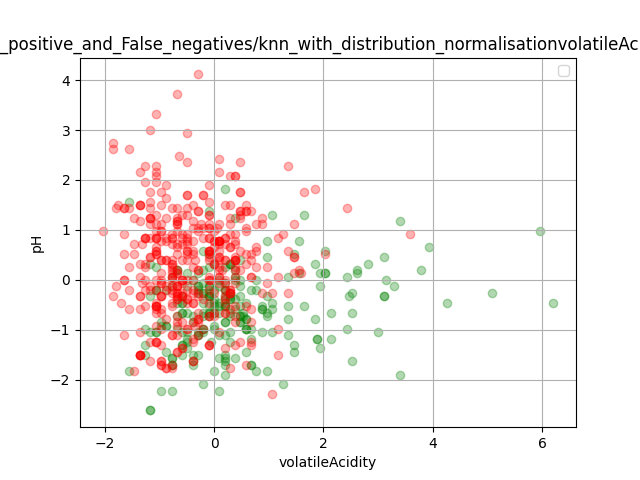 _positive_and_False_negatives/knn_with_distribution_normalisationvolatileAc
4
3
2
1
0
−1
−2
pH
−2 0 2 4 6
volatileAcidity